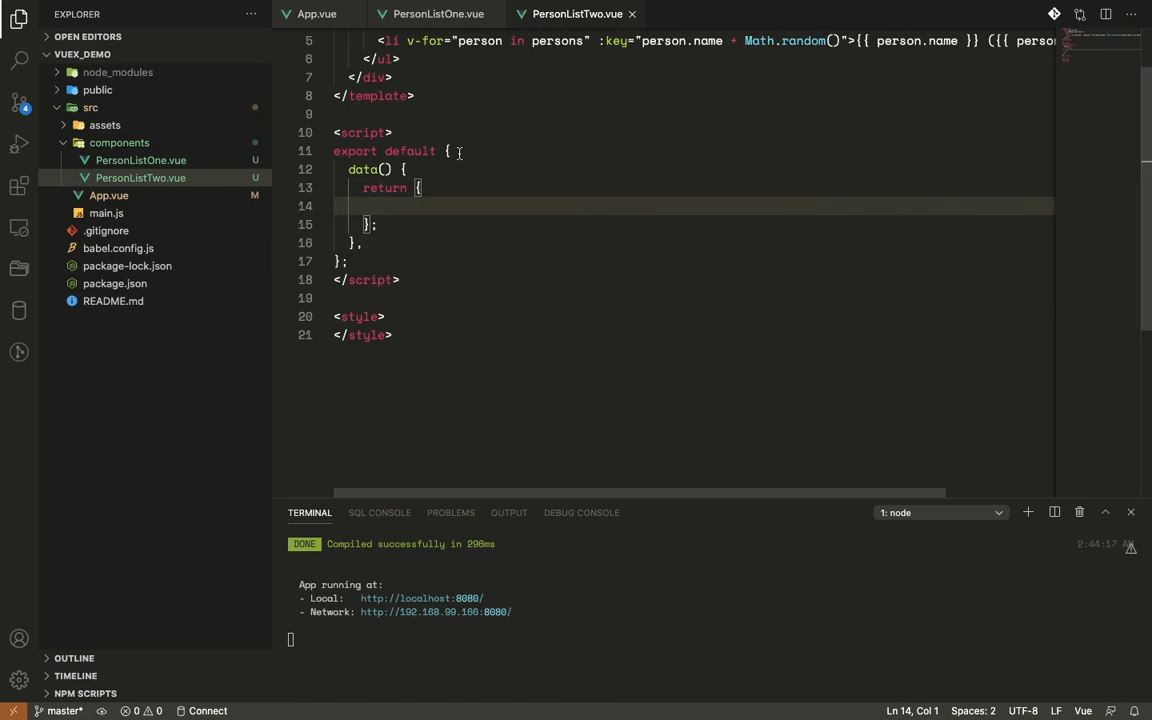 EXPLORER
App.vue
PersonListOne.vue
PersonListTwo.vue
OPEN EDITORS
VUEX_DEMO
node_modules
public
src
assets
components
PersonListOne.vue U
PersonListTwo.vue U
App.vue M
main.js
.gitignore
babel.config.js
package-lock.json
package.json
README.md
OUTLINE
TIMELINE
NPM SCRIPTS
4
5 <li v-for="person in persons" :key="person.name + Math.random()">{{ person.name }} ({{ perso
6 </ul>
7 </div>
8 </template>
9
10 <script>
11 export default {
12 data() {
13 return {
14
15 };
16 },
17 };
18 </script>
19
20 <style>
21 </style>
TERMINAL SQL CONSOLE PROBLEMS OUTPUT DEBUG CONSOLE 1: node
DONE Compiled successfully in 296ms 2:44:17
App running at:
- Local: http://localhost:8080/
- Network: http://192.168.99.166:8080/
master* 0 0 Connect Ln 14, Col 1 Spaces: 2 UTF-8 LF Vue